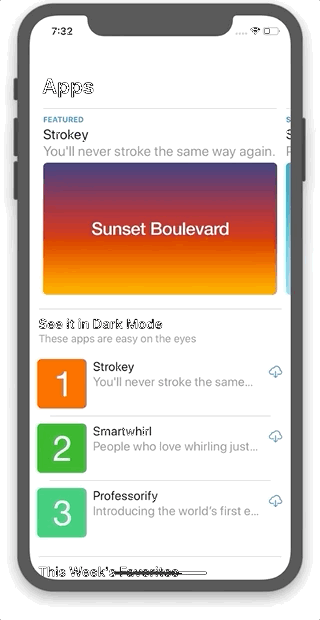 7:32
Apps
FEATURED
Strokey
You'll never stroke the same way again.
Sunset Boulevard
See it in Dark Mode
These apps are easy on the eyes
1
Strokey
You'll never stroke the same...
2
Smartwhirl
People who love whirling just...
3
Professorify
Introducing the world's first e...
This Week's Favorites